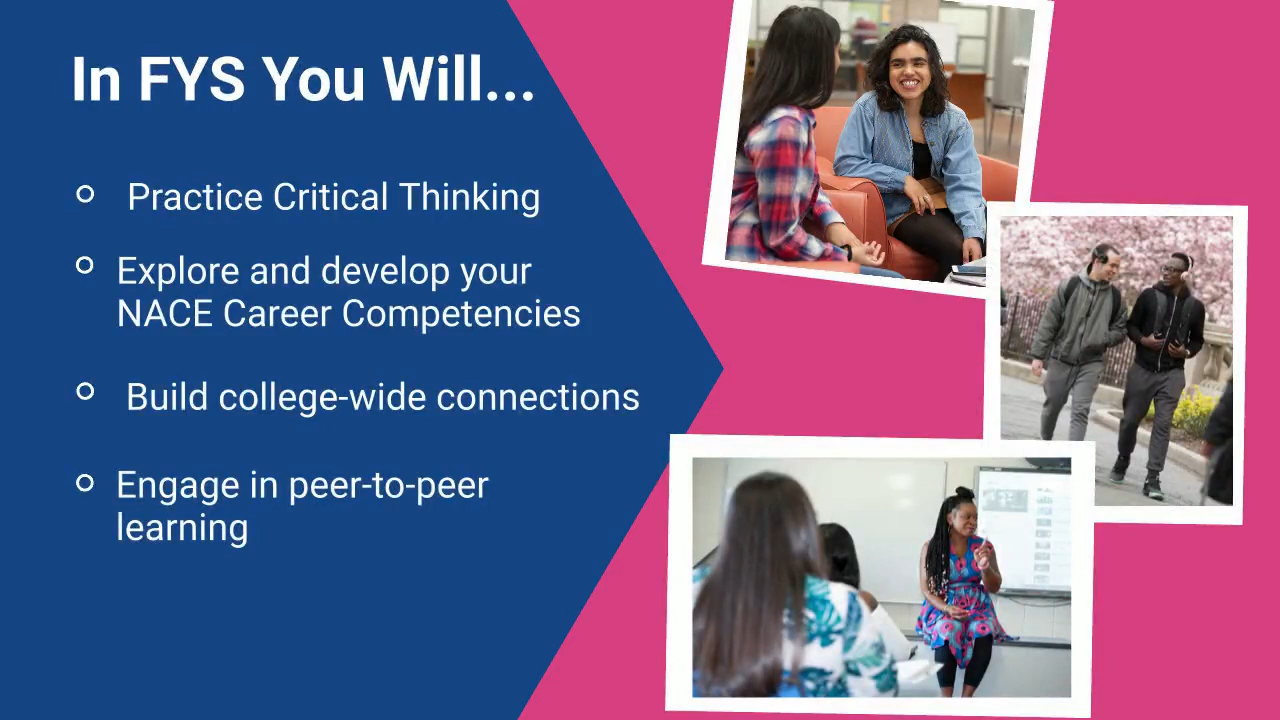 In FYS You Will...
Practice Critical Thinking
Explore and develop your
NACE Career Competencies
Build college-wide connections
Engage in peer-to-peer
learning